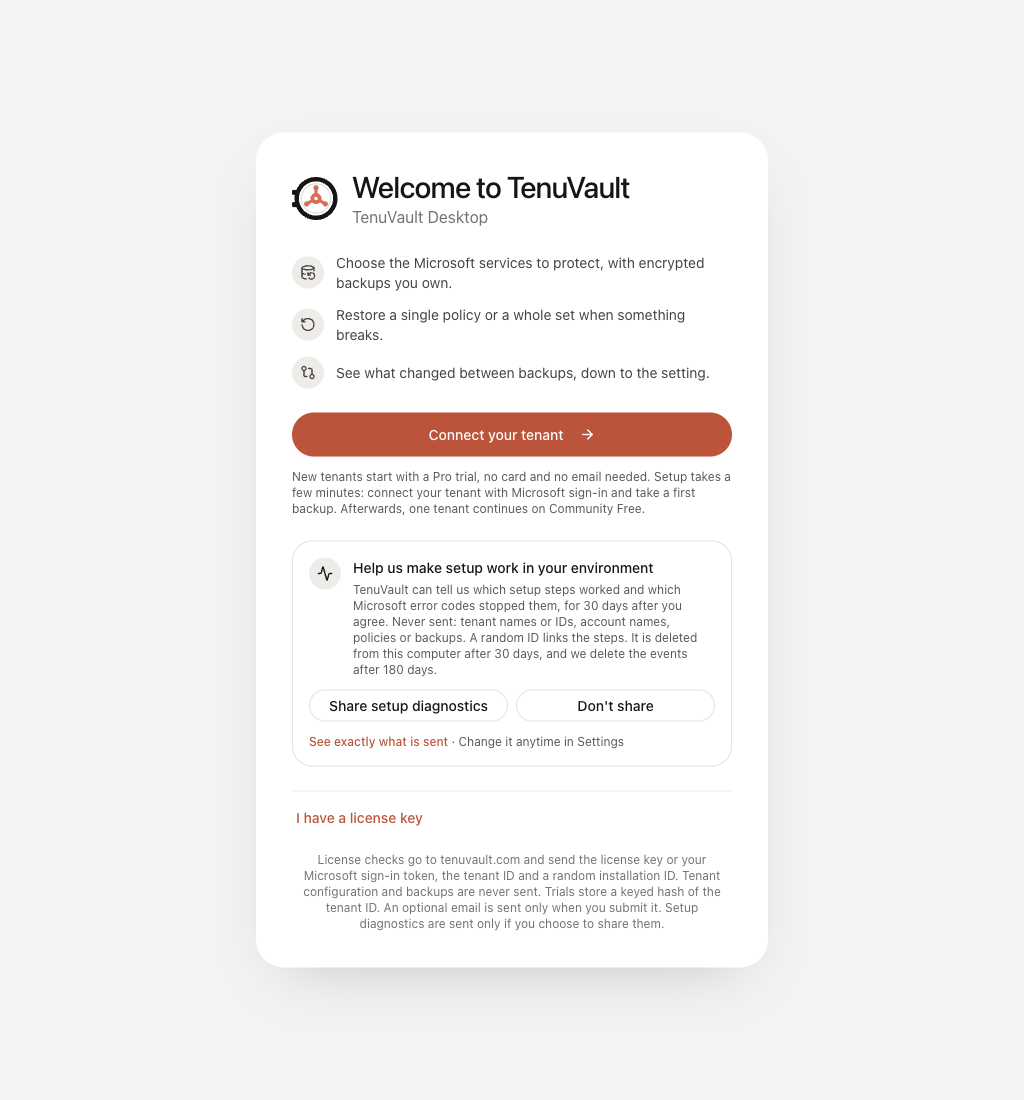 Welcome to TenuVault
TenuVault Desktop
Choose the Microsoft services to protect, with encrypted
backups you own.
Restore a single policy or a whole set when something
breaks.
See what changed between backups, down to the setting.
Connect your tenant →
New tenants start with a Pro trial, no card and no email needed. Setup takes a
few minutes: connect your tenant with Microsoft sign-in and take a first
backup. Afterwards, one tenant continues on Community Free.
Help us make setup work in your environment
TenuVault can tell us which setup steps worked and which
Microsoft error codes stopped them, for 30 days after you
agree. Never sent: tenant names or IDs, account names,
policies or backups. A random ID links the steps. It is deleted
from this computer after 30 days, and we delete the events
after 180 days.
Share setup diagnostics
Don't share
See exactly what is sent · Change it anytime in Settings
I have a license key
License checks go to tenuvault.com and send the license key or your
Microsoft sign-in token, the tenant ID and a random installation ID. Tenant
configuration and backups are never sent. Trials store a keyed hash of the
tenant ID. An optional email is sent only when you submit it. Setup
diagnostics are sent only if you choose to share them.